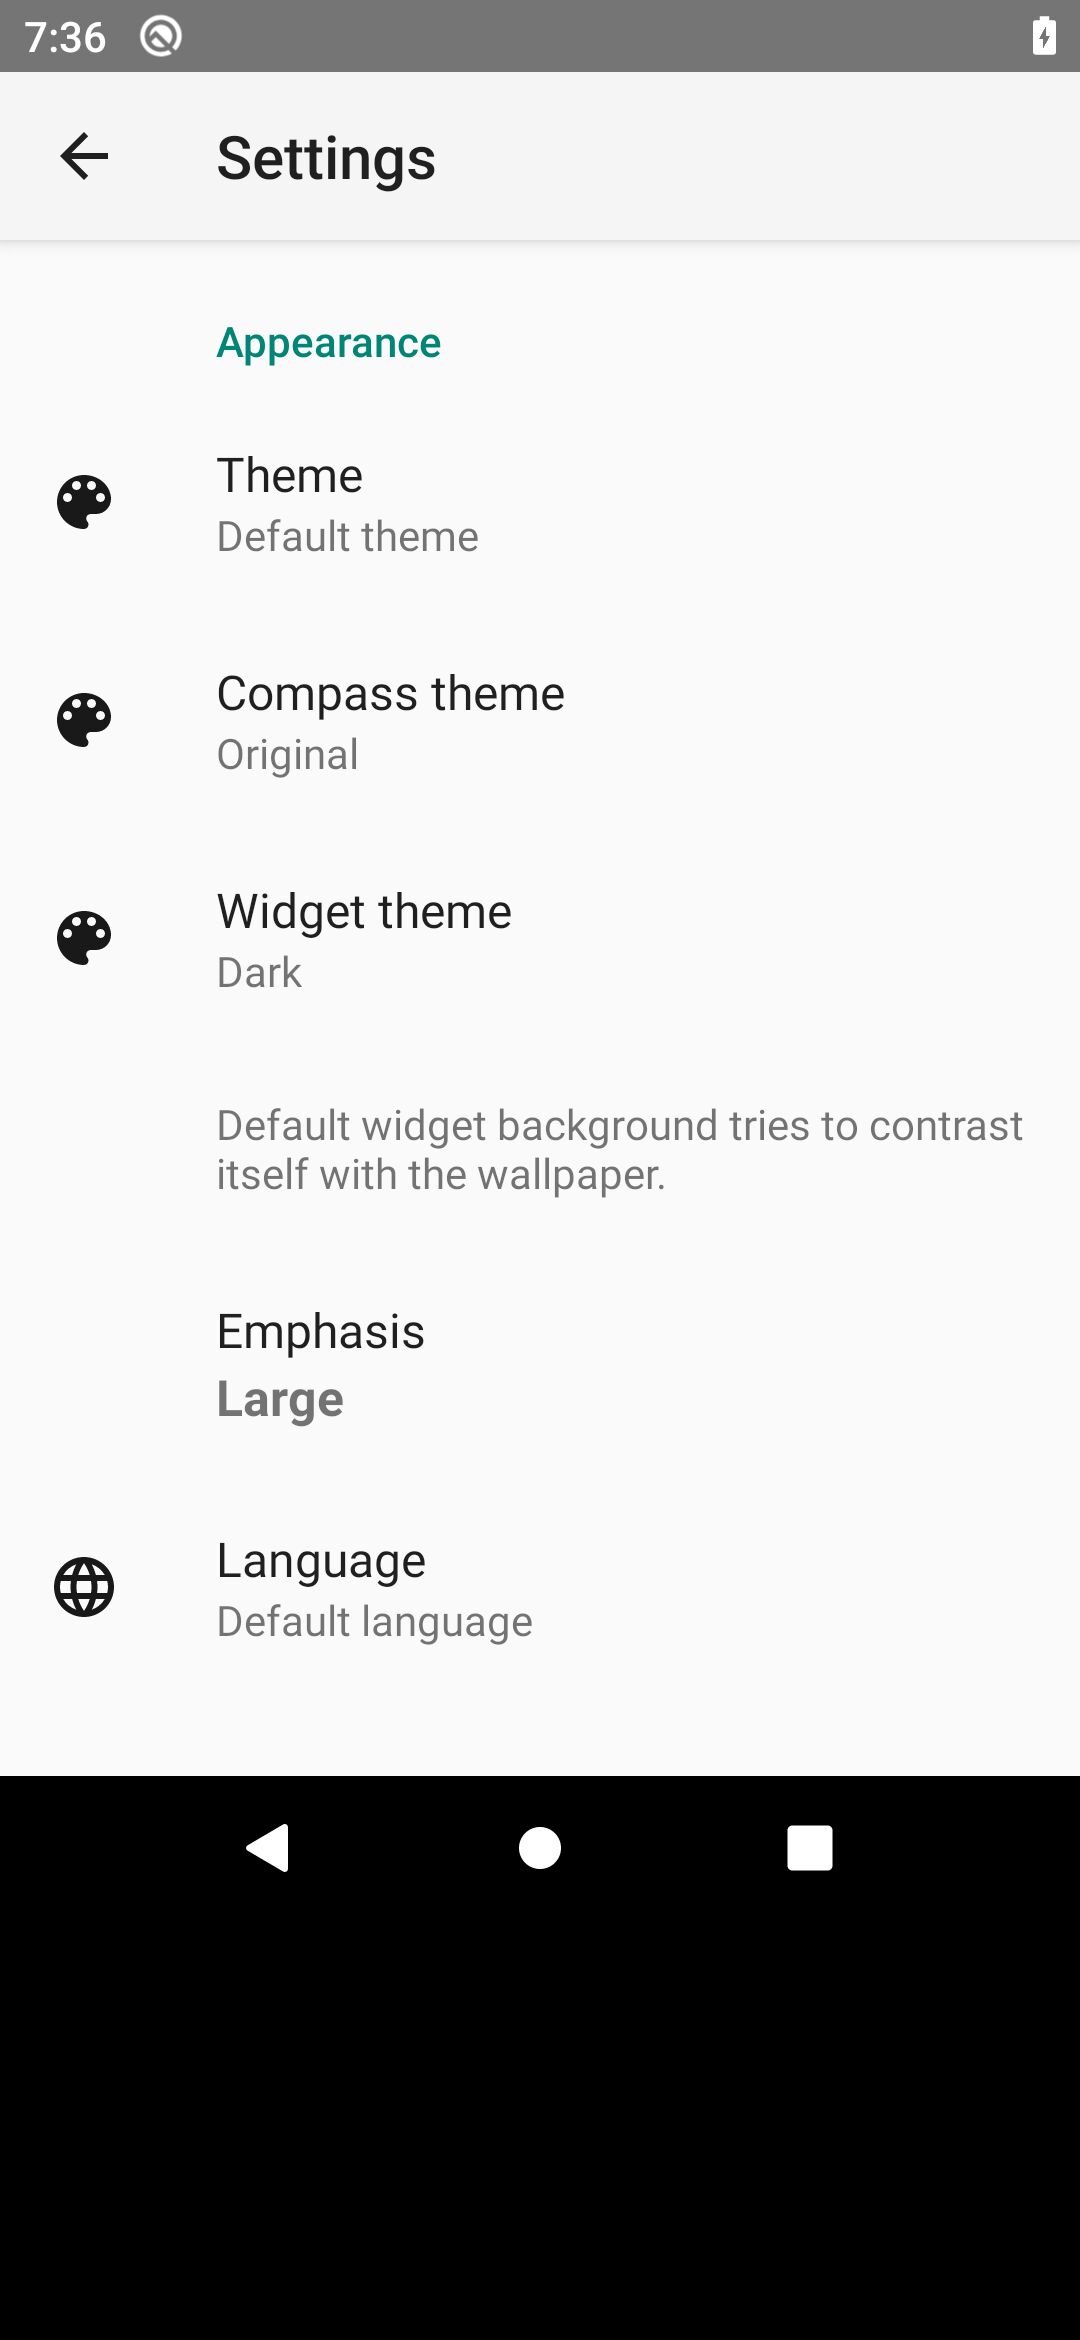 7:36
Settings
Appearance
Theme
Default theme
Compass theme
Original
Widget theme
Dark
Default widget background tries to contrast
itself with the wallpaper.
Emphasis
Large
Language
Default language